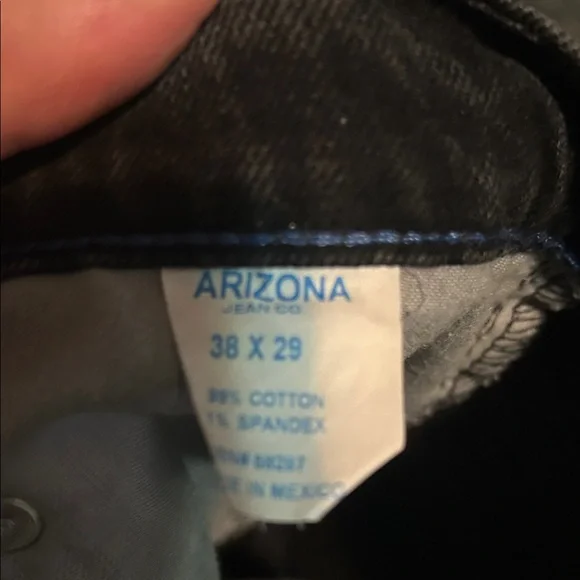 ARIZONA
JEAN CO
38 X 29
99% COTTON
1% SPANDEX
IN MEXICO